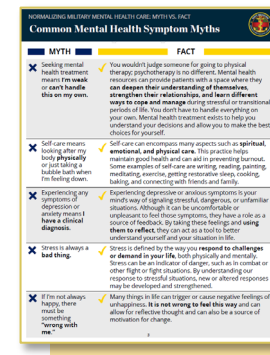 NORMALIZING MILITARY MENTAL HEALTH CARE: MYTH VS. FACT
Common Mental Health Symptom Myths
MYTH
FACT
Seeking mental
health treatment
means I'm weak
or can't handle
this on my own.
You wouldn't judge someone for going to physical
therapy; psychotherapy is no different. Mental health
resources can provide patients with a space where they
can deepen their understanding of themselves,
strengthen their relationships, and learn different
ways to cope and manage during stressful or transitional
periods of life. You don't have to handle everything on
your own. Mental health treatment exists to help you
understand your decisions and allow you to make the best
choices for yourself.
Self-care means
looking after my
body physically
or just taking a
bubble bath when
I'm feeling down.
Self-care can encompass many aspects such as spiritual,
emotional, and physical care. This practice helps
maintain good health and can aid in preventing burnout.
Some examples of self-care are writing, reading, painting,
meditating, exercise, getting restorative sleep, cooking,
baking, and connecting with friends and family.
Experiencing any
symptoms of
depression or
anxiety means I
have a clinical
diagnosis.
Experiencing depressive or anxious symptoms is your
mind's way of signaling stressful, dangerous, or unfamiliar
situations. Although it can be uncomfortable or
unpleasant to feel those symptoms, they have a role as a
source of feedback. By taking these feelings and using
them to reflect, they can act as a tool to better
understand yourself and your situation in life.
Stress is always a
bad thing.
Stress is defined by the way you respond to challenges
or demand in your life, both physically and mentally.
Stress can be an indicator of danger, such as in combat or
other flight or fight situations. By understanding our
response to stressful situations, new or altered responses
may be developed and strengthened.
If I'm not always
happy, there
must be
something
"wrong with
me."
Many things in life can trigger or cause negative feelings of
unhappiness. It is not wrong to feel this way and can
allow for reflective thought and can also be a source of
motivation for change.